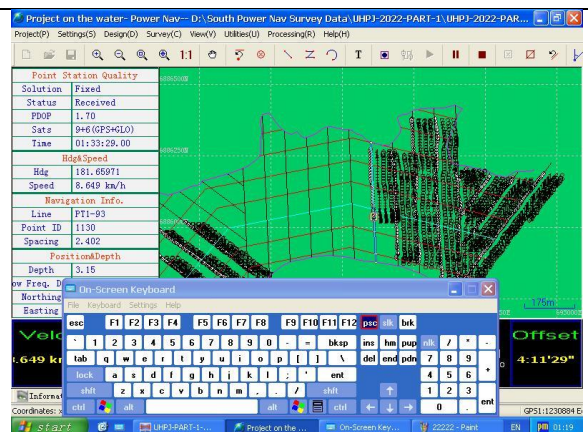 Project on the water- Power Nav-- D:\South Power Nav Survey Data\UHPJ-2022-PART-1\UHPJ-2022-PAR...
Project(P) Settings(S) Design(D) Survey(C) View(V) Utilities(U) Processing(R) Help(H)
1:1 T
Point Station Quality
Solution Fixed
Status Received
PDOP 1.70
Sats 9+6(GPS+GLO)
Time 01:33:29.00
Hdg&Speed
Hdg 181.65971
Speed 8.649 km/h
Navigation Info.
Line PT1-93
Point ID 1130
Spacing 2.402
Position&Depth
Depth 3.15
ow Freq. D
Northing
Easting
175m
On-Screen Keyboard
File Keyboard Settings Help
esc F1 F2 F3 F4 F5 F6 F7 F8 F9 F10 F11 F12 psc slk brk
` 1 2 3 4 5 6 7 8 9 0 - = bksp ins hm pup nlk / * -
tab q w e r t y u i o p [ ] \ del end pdn 7 8 9 +
lock a s d f g h j k l ; ' ent 4 5 6
shft z x c v b n m , . / shft ↑ 1 2 3 ent
ctrl alt alt ctrl ← ↓ → 0 .
Velo
.649 km
Offset
4:11'29"
Informa
Coordinates: x
GPS1:1230884 E
start
UHPJ-PART-1-...
Project on the ...
On-Screen Key...
22222 - Paint
EN
01:19